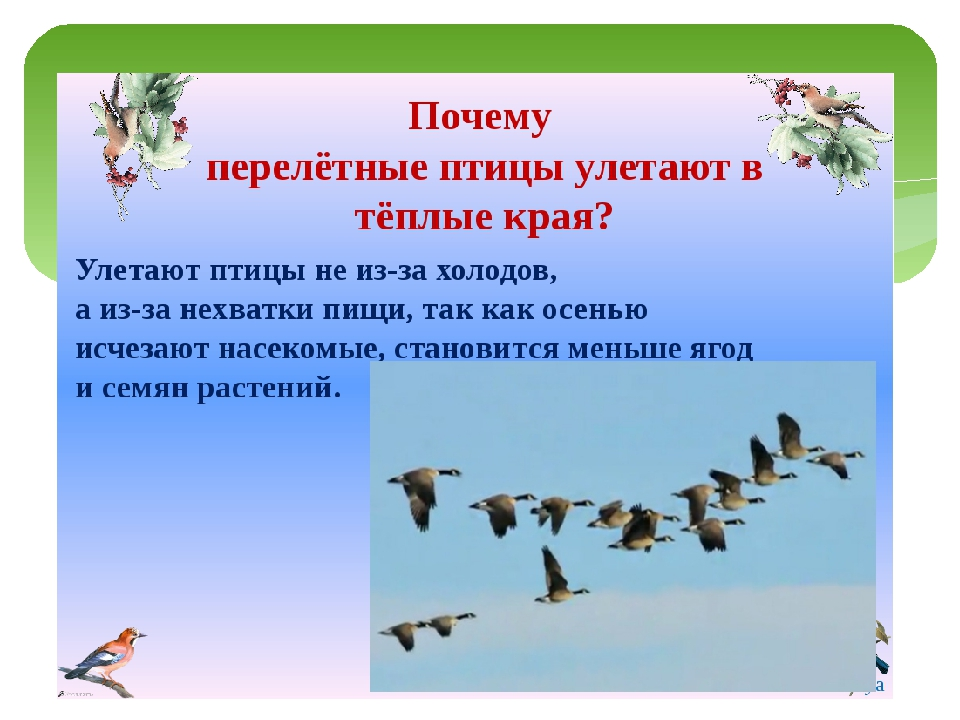 Почему
перелётные птицы улетают в
тёплые края?
Улетают птицы не из-за холодов,
а из-за нехватки пищи, так как осенью
исчезают насекомые, становится меньше ягод
и семян растений.